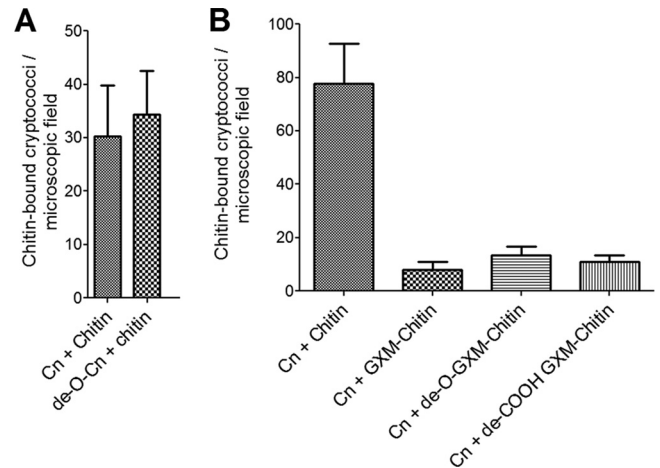 A
Chitin-bound cryptococci /
microscopic field
50
40
30
20
10
0
Cn + Chitin
de-O-Cn + chitin
B
Chitin-bound cryptococci /
microscopic field
100
80
60
40
20
0
Cn + Chitin
Cn + GXM-Chitin
Cn + de-O-GXM-Chitin
Cn + de-COOH GXM-Chitin